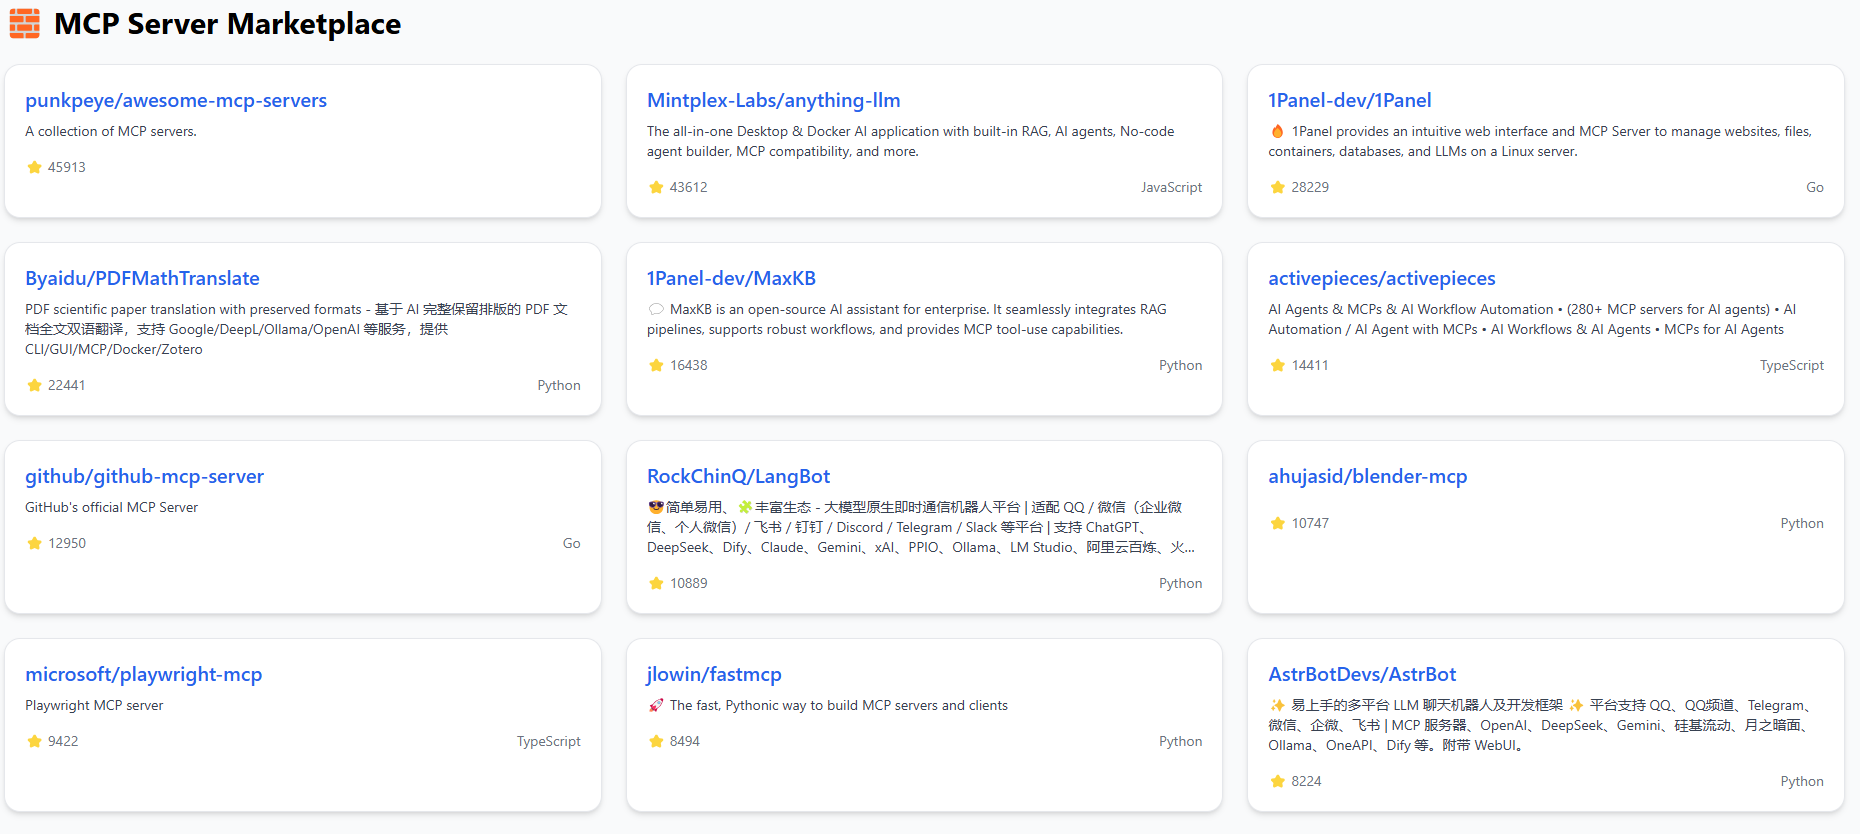 🧱 MCP Server Marketplace
punkpeye/awesome-mcp-servers
A collection of MCP servers.
⭐ 45913
Mintplex-Labs/anything-llm
The all-in-one Desktop & Docker AI application with built-in RAG, AI agents, No-code
agent builder, MCP compatibility, and more.
⭐ 43612 JavaScript
1Panel-dev/1Panel
🔥 1Panel provides an intuitive web interface and MCP Server to manage websites, files,
containers, databases, and LLMs on a Linux server.
⭐ 28229 Go
Byaidu/PDFMathTranslate
PDF scientific paper translation with preserved formats - 基于 AI 完整保留排版的 PDF 文
档全文双语翻译，支持 Google/DeepL/Ollama/OpenAI 等服务，提供
CLI/GUI/MCP/Docker/Zotero
⭐ 22441 Python
1Panel-dev/MaxKB
💬 MaxKB is an open-source AI assistant for enterprise. It seamlessly integrates RAG
pipelines, supports robust workflows, and provides MCP tool-use capabilities.
⭐ 16438 Python
activepieces/activepieces
AI Agents & MCPs & AI Workflow Automation • (280+ MCP servers for AI agents) • AI
Automation / AI Agent with MCPs • AI Workflows & AI Agents • MCPs for AI Agents
⭐ 14411 TypeScript
github/github-mcp-server
GitHub's official MCP Server
⭐ 12950 Go
RockChinQ/LangBot
😎简单易用、🧩丰富生态 - 大模型原生即时通信机器人平台 | 适配 QQ / 微信（企业微
信、个人微信）/ 飞书 / 钉钉 / Discord / Telegram / Slack 等平台 | 支持 ChatGPT、
DeepSeek、Dify、Claude、Gemini、xAI、PPIO、Ollama、LM Studio、阿里云百炼、火...
⭐ 10889 Python
ahujasid/blender-mcp
⭐ 10747 Python
microsoft/playwright-mcp
Playwright MCP server
⭐ 9422 TypeScript
jlowin/fastmcp
🚀 The fast, Pythonic way to build MCP servers and clients
⭐ 8494 Python
AstrBotDevs/AstrBot
✨ 易上手的多平台 LLM 聊天机器人及开发框架 ✨ 平台支持 QQ、QQ频道、Telegram、
微信、企微、飞书 | MCP 服务器、OpenAI、DeepSeek、Gemini、硅基流动、月之暗面、
Ollama、OneAPI、Dify 等。附带 WebUI。
⭐ 8224 Python